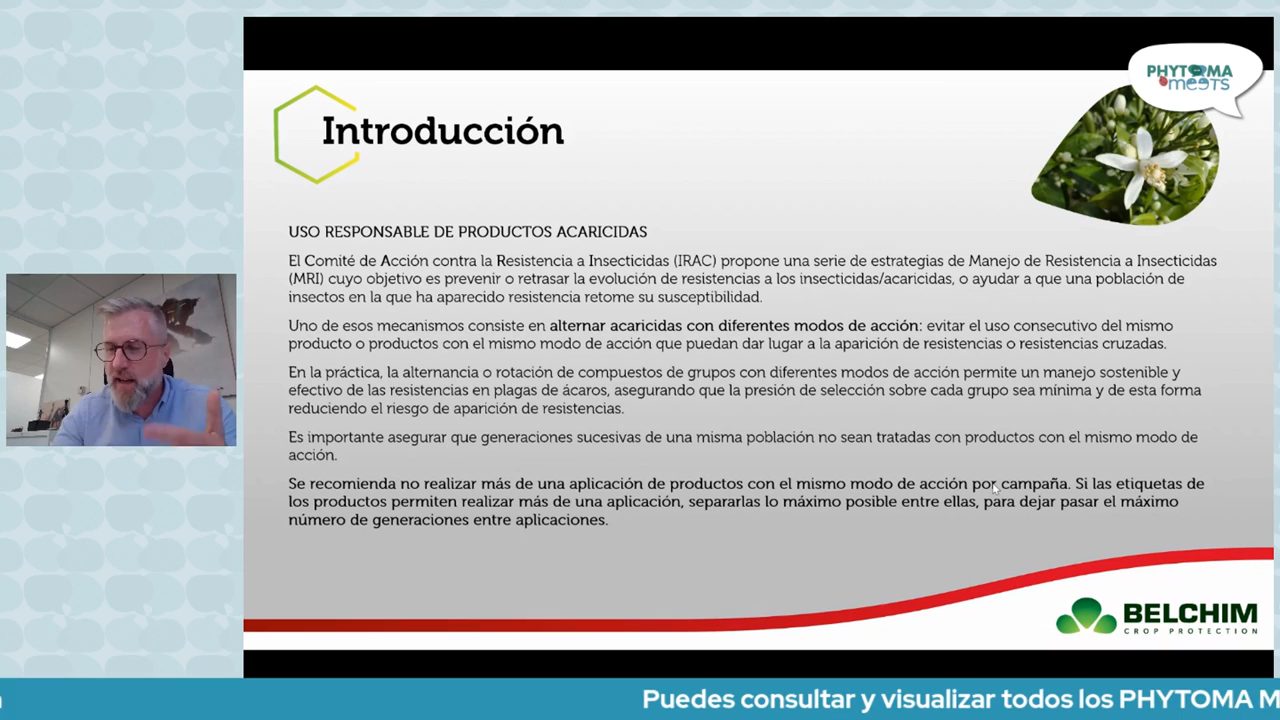 PHYTOMA
meets
Introducción
USO RESPONSABLE DE PRODUCTOS ACARICIDAS
El Comité de Acción contra la Resistencia a Insecticidas (IRAC) propone una serie de estrategias de Manejo de Resistencia a Insecticidas
(MRI) cuyo objetivo es prevenir o retrasar la evolución de resistencias a los insecticidas/acaricidas, o ayudar a que una población de
insectos en la que ha aparecido resistencia retome su susceptibilidad.
Uno de esos mecanismos consiste en alternar acaricidas con diferentes modos de acción: evitar el uso consecutivo del mismo
producto o productos con el mismo modo de acción que puedan dar lugar a la aparición de resistencias o resistencias cruzadas.
En la práctica, la alternancia o rotación de compuestos de grupos con diferentes modos de acción permite un manejo sostenible y
efectivo de las resistencias en plagas de ácaros, asegurando que la presión de selección sobre cada grupo sea mínima y de esta forma
reduciendo el riesgo de aparición de resistencias.
Es importante asegurar que generaciones sucesivas de una misma población no sean tratadas con productos con el mismo modo de
acción.
Se recomienda no realizar más de una aplicación de productos con el mismo modo de acción por campaña. Si las etiquetas de
los productos permiten realizar más de una aplicación, separarlas lo máximo posible entre ellas, para dejar pasar el máximo
número de generaciones entre aplicaciones.
BELCHIM
CROP PROTECTION
Puedes consultar y visualizar todos los PHYTOMA M